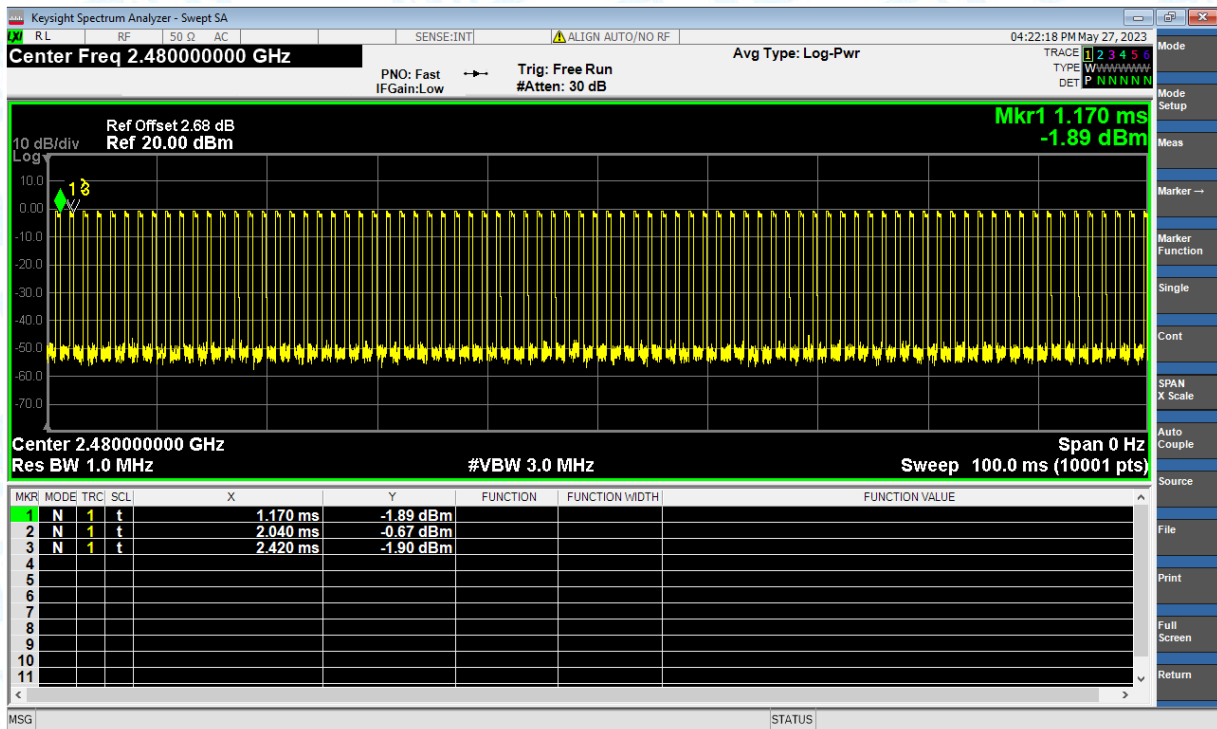 Keysight Spectrum Analyzer - Swept SA
LXI RL RF 50 Ω AC SENSE:INT ALIGN AUTO/NO RF 04:22:18 PM May 27, 2023
Center Freq 2.480000000 GHz Avg Type: Log-Pwr TRACE 1 2 3 4 5 6
PNO: Fast Trig: Free Run TYPE WWWWWW
IFGain:Low #Atten: 30 dB DET P N N N N N
Mkr1 1.170 ms
-1.89 dBm
Ref Offset 2.68 dB
10 dB/div Ref 20.00 dBm
Log
10.0
0.00
-10.0
-20.0
-30.0
-40.0
-50.0
-60.0
-70.0
1
3
Center 2.480000000 GHz Span 0 Hz
Res BW 1.0 MHz #VBW 3.0 MHz Sweep 100.0 ms (10001 pts)
MKR MODE TRC SCL X Y FUNCTION FUNCTION WIDTH FUNCTION VALUE
1 N 1 t 1.170 ms -1.89 dBm
2 N 1 t 2.040 ms -0.67 dBm
3 N 1 t 2.420 ms -1.90 dBm
4
5
6
7
8
9
10
11
MSG STATUS
Mode
Mode
Setup
Meas
Marker →
Marker
Function
Single
Cont
SPAN
X Scale
Auto
Couple
Source
File
Print
Full
Screen
Return